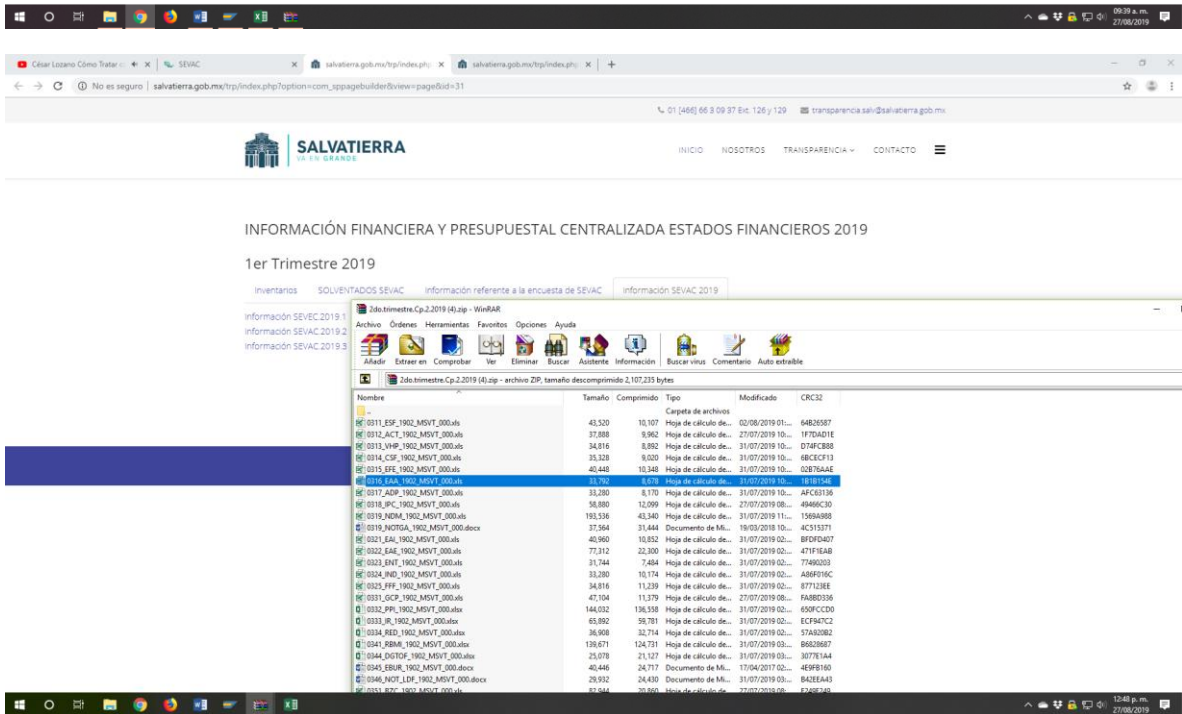 09:39 a. m.
27/08/2019
César Lozano Cómo Tratar c
SEVAC
salvatierra.gob.mx/trp/index.php
salvatierra.gob.mx/trp/index.php
No es seguro | salvatierra.gob.mx/trp/index.php?option=com_sppagebuilder&view=page&id=31
01 [466] 66 3 09 37 Ext. 126 y 129 transparencia.salv@salvatierra.gob.mx
SALVATIERRA
VA EN GRANDE
INICIO NOSOTROS TRANSPARENCIA CONTACTO
INFORMACIÓN FINANCIERA Y PRESUPUESTAL CENTRALIZADA ESTADOS FINANCIEROS 2019
1er Trimestre 2019
Inventarios SOLVENTADOS SEVAC Información referente a la encuesta de SEVAC Información SEVAC 2019
Información SEVEC.2019 1
Información SEVAC.2019.2
Información SEVAC.2019.3
2do.trimestre.Cp.2.2019 (4).zip - WinRAR
Archivo Órdenes Herramientas Favoritos Opciones Ayuda
Añadir Extraer en Comprobar Ver Eliminar Buscar Asistente Información Buscar virus Comentario Auto extraíble
2do.trimestre.Cp.2.2019 (4).zip - archivo ZIP, tamaño descomprimido 2,107,235 bytes
Nombre Tamaño Comprimido Tipo Modificado CRC32
.. Carpeta de archivos
0311_ESF_1902_MSVT_000.xls 43,520 10,107 Hoja de cálculo de... 02/08/2019 01:... 64B26587
0312_ACT_1902_MSVT_000.xls 37,888 9,962 Hoja de cálculo de... 27/07/2019 10:... 1F7DAD1E
0313_VHP_1902_MSVT_000.xls 34,816 8,892 Hoja de cálculo de... 31/07/2019 10:... D74FCB88
0314_CSF_1902_MSVT_000.xls 35,328 9,020 Hoja de cálculo de... 31/07/2019 10:... 6BCECF13
0315_EFE_1902_MSVT_000.xls 40,448 10,348 Hoja de cálculo de... 31/07/2019 10:... 02B76AAE
0316_EAA_1902_MSVT_000.xls 33,792 8,678 Hoja de cálculo de... 31/07/2019 10:... 1B1B154E
0317_ADP_1902_MSVT_000.xls 33,280 8,170 Hoja de cálculo de... 31/07/2019 10:... AFC63136
0318_IPC_1902_MSVT_000.xls 58,880 12,099 Hoja de cálculo de... 27/07/2019 08:... 49466C30
0319_NDM_1902_MSVT_000.xls 193,536 43,340 Hoja de cálculo de... 31/07/2019 11:... 1569A988
0319_NOTGA_1902_MSVT_000.docx 37,564 31,444 Documento de Mi... 19/03/2018 10:... 4C515371
0321_EAI_1902_MSVT_000.xls 40,960 10,852 Hoja de cálculo de... 31/07/2019 02:... BFDFD407
0322_EAE_1902_MSVT_000.xls 77,312 22,300 Hoja de cálculo de... 31/07/2019 02:... 471F1EAB
0323_ENT_1902_MSVT_000.xls 31,744 7,484 Hoja de cálculo de... 31/07/2019 02:... 77490203
0324_IND_1902_MSVT_000.xls 33,280 10,174 Hoja de cálculo de... 31/07/2019 02:... A86F016C
0325_FFF_1902_MSVT_000.xls 34,816 11,239 Hoja de cálculo de... 31/07/2019 02:... 877123EE
0331_GCP_1902_MSVT_000.xls 47,104 11,379 Hoja de cálculo de... 27/07/2019 08:... FA8BD336
0332_PPI_1902_MSVT_000.xlsx 144,032 136,558 Hoja de cálculo de... 31/07/2019 02:... 650FCCD0
0333_IR_1902_MSVT_000.xlsx 65,892 59,781 Hoja de cálculo de... 31/07/2019 02:... ECF947C2
0334_RED_1902_MSVT_000.xlsx 36,908 32,714 Hoja de cálculo de... 31/07/2019 02:... 57A920B2
0341_RBMI_1902_MSVT_000.xlsx 139,671 124,731 Hoja de cálculo de... 31/07/2019 03:... B6828687
0344_DGTOF_1902_MSVT_000.xlsx 25,078 21,127 Hoja de cálculo de... 31/07/2019 03:... 3077E1A4
0345_EBUR_1902_MSVT_000.docx 40,446 24,717 Documento de Mi... 17/04/2017 02:... 4E9FB160
0346_NOT_LDF_1902_MSVT_000.docx 29,932 24,430 Documento de Mi... 31/07/2019 03:... B42EEA43
0351_BZC_1902_MSVT_000.xls 82,944 20,860 Hoja de cálculo de... 27/07/2019 08:... F249F249
12:48 p. m.
27/08/2019